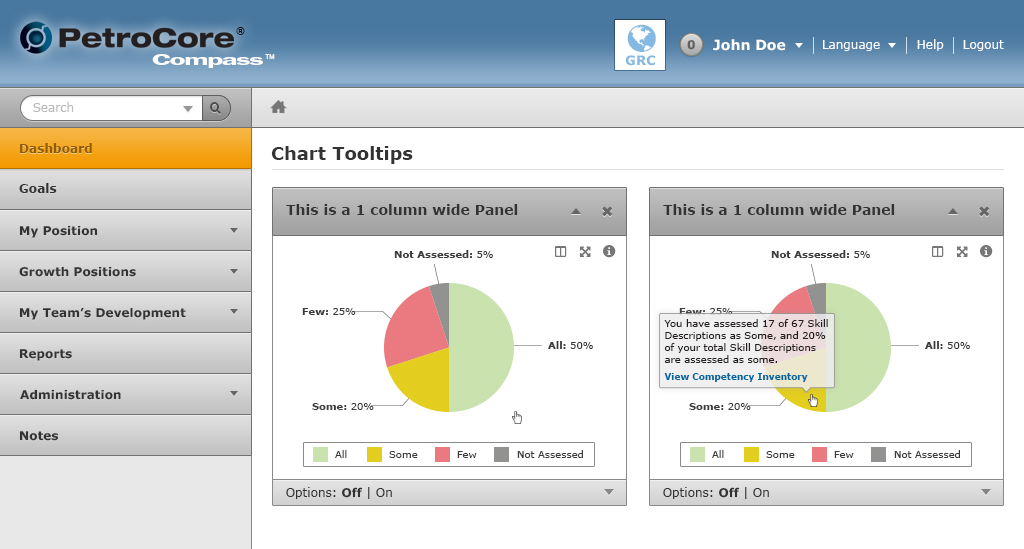 PetroCore®
Compass™
GRC
0
John Doe
Language
Help
Logout
Search
Dashboard
Goals
My Position
Growth Positions
My Team's Development
Reports
Administration
Notes
Chart Tooltips
This is a 1 column wide Panel
Not Assessed: 5%
Few: 25%
All: 50%
Some: 20%
All
Some
Few
Not Assessed
Options: Off | On
This is a 1 column wide Panel
Not Assessed: 5%
Few: 25%
You have assessed 17 of 67 Skill
Descriptions as Some, and 20%
of your total Skill Descriptions
are assessed as some.
View Competency Inventory
All: 50%
Some: 20%
All
Some
Few
Not Assessed
Options: Off | On